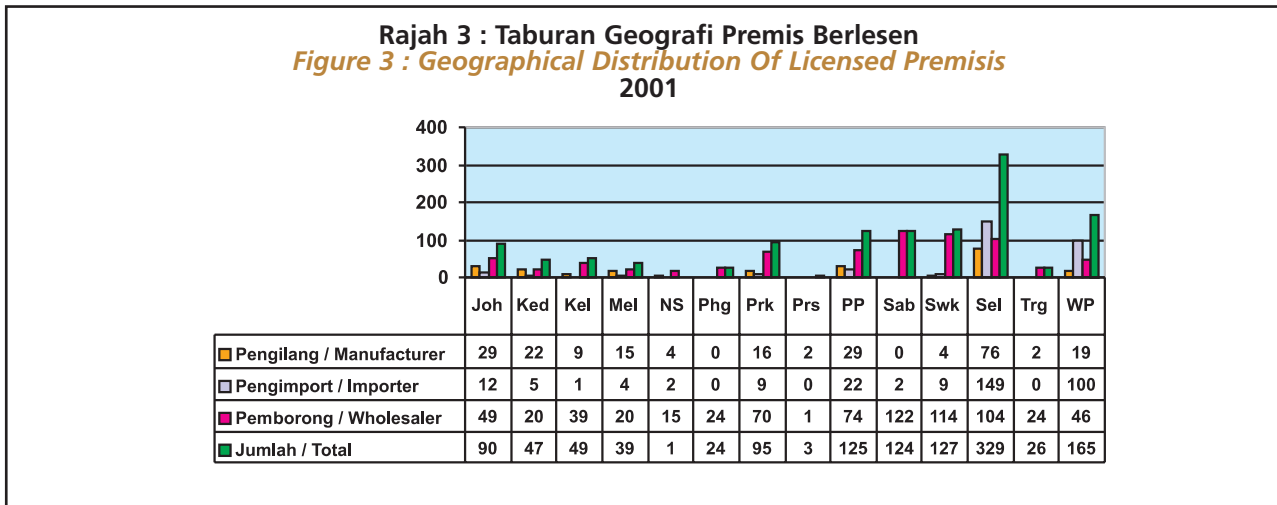 Rajah 3 : Taburan Geografi Premis Berlesen
Figure 3 : Geographical Distribution Of Licensed Premisis
2001
400
300
200
100
0
Joh Ked Kel Mel NS Phg Prk Prs PP Sab Swk Sel Trg WP
Pengilang / Manufacturer 29 22 9 15 4 0 16 2 29 0 4 76 2 19
Pengimport / Importer 12 5 1 4 2 0 9 0 22 2 9 149 0 100
Pemborong / Wholesaler 49 20 39 20 15 24 70 1 74 122 114 104 24 46
Jumlah / Total 90 47 49 39 1 24 95 3 125 124 127 329 26 165